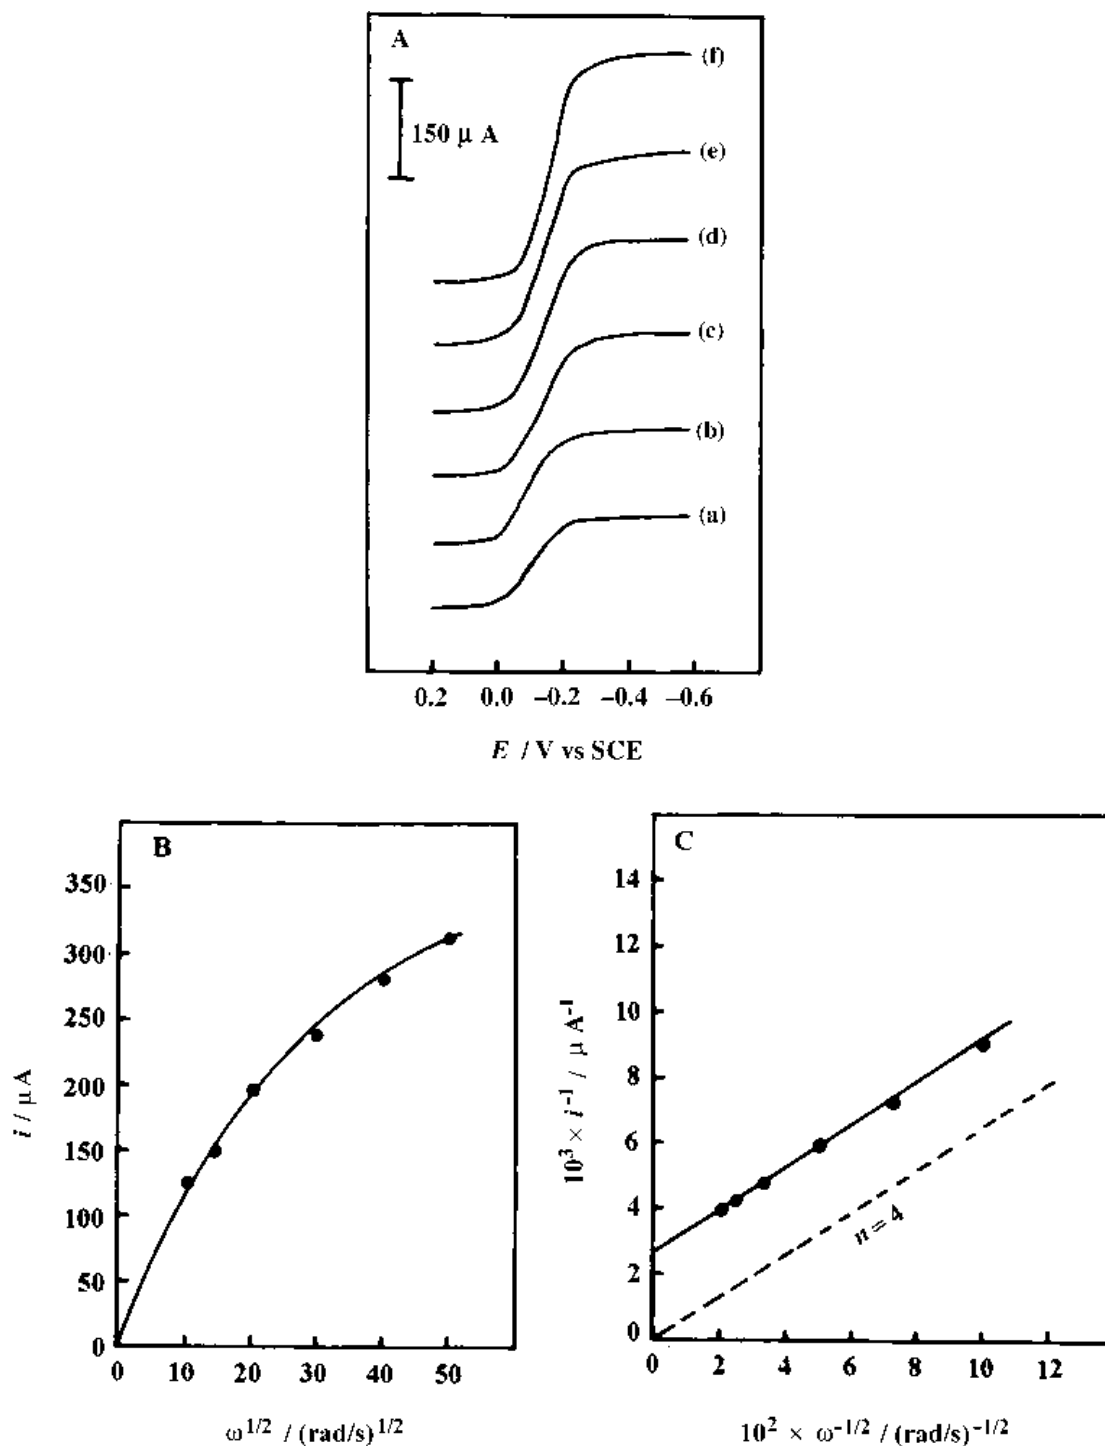 A
150 μ A
(f)
(e)
(d)
(c)
(b)
(a)
0.2 0.0 –0.2 –0.4 –0.6
E / V vs SCE
B
350
300
250
200
150
100
50
0
0 10 20 30 40 50
i / μ A
ω^1/2 / (rad/s)^1/2
C
14
12
10
8
6
4
2
0
0 2 4 6 8 10 12
n = 4
10^3 × i^-1 / μ A^-1
10^2 × ω^-1/2 / (rad/s)^-1/2